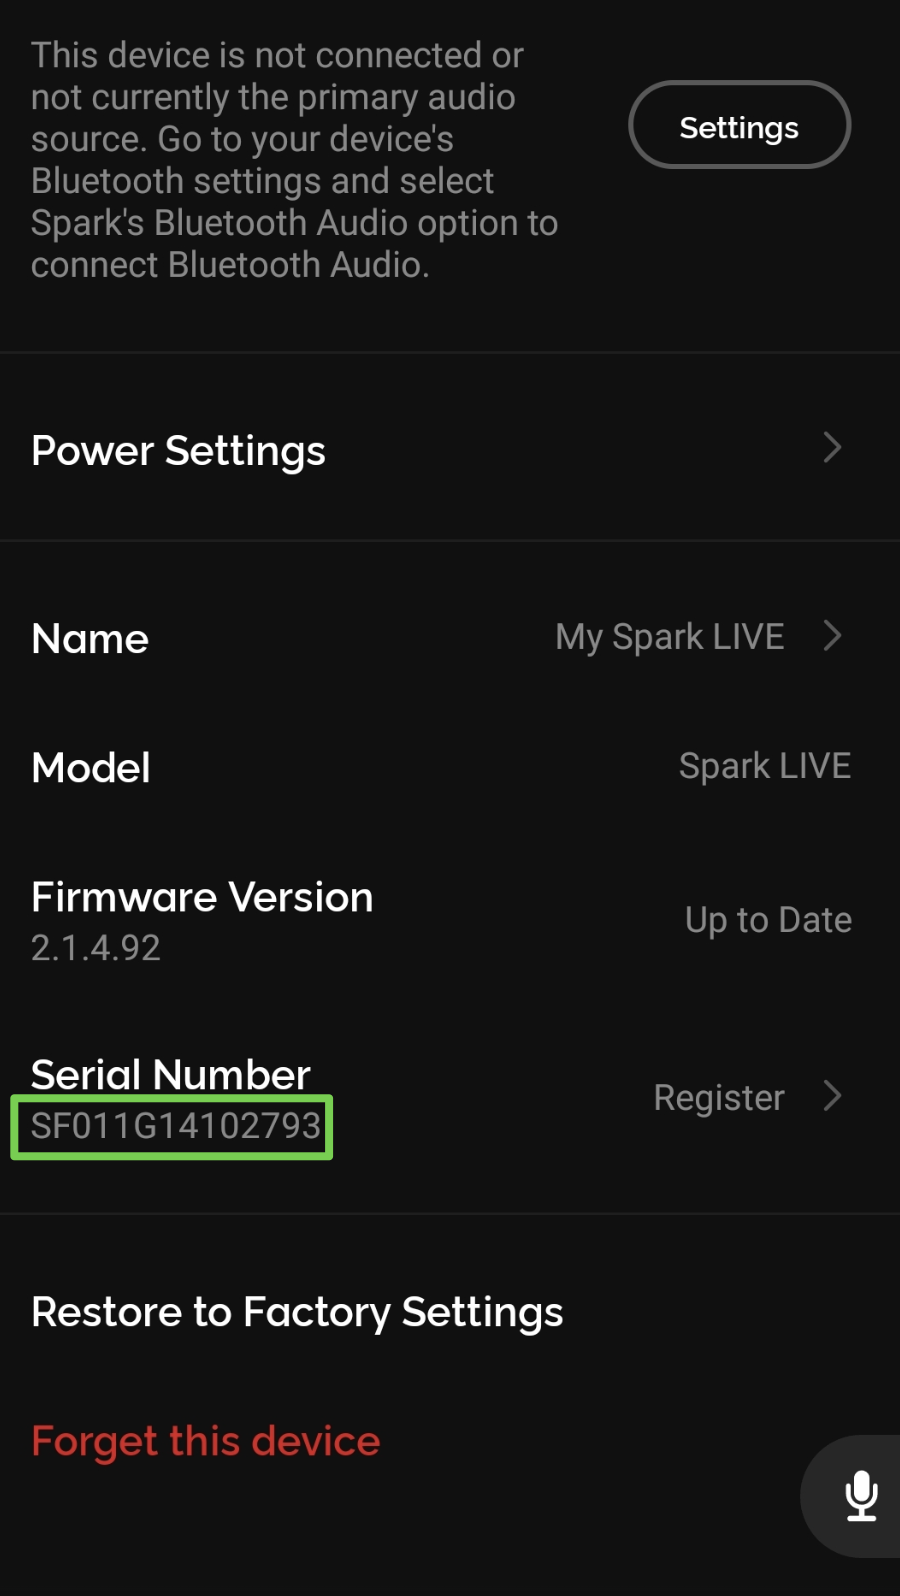 This device is not connected or
not currently the primary audio
source. Go to your device's
Bluetooth settings and select
Spark's Bluetooth Audio option to
connect Bluetooth Audio.
Settings
Power Settings
Name
My Spark LIVE
Model
Spark LIVE
Firmware Version
2.1.4.92
Up to Date
Serial Number
SF011G14102793
Register
Restore to Factory Settings
Forget this device